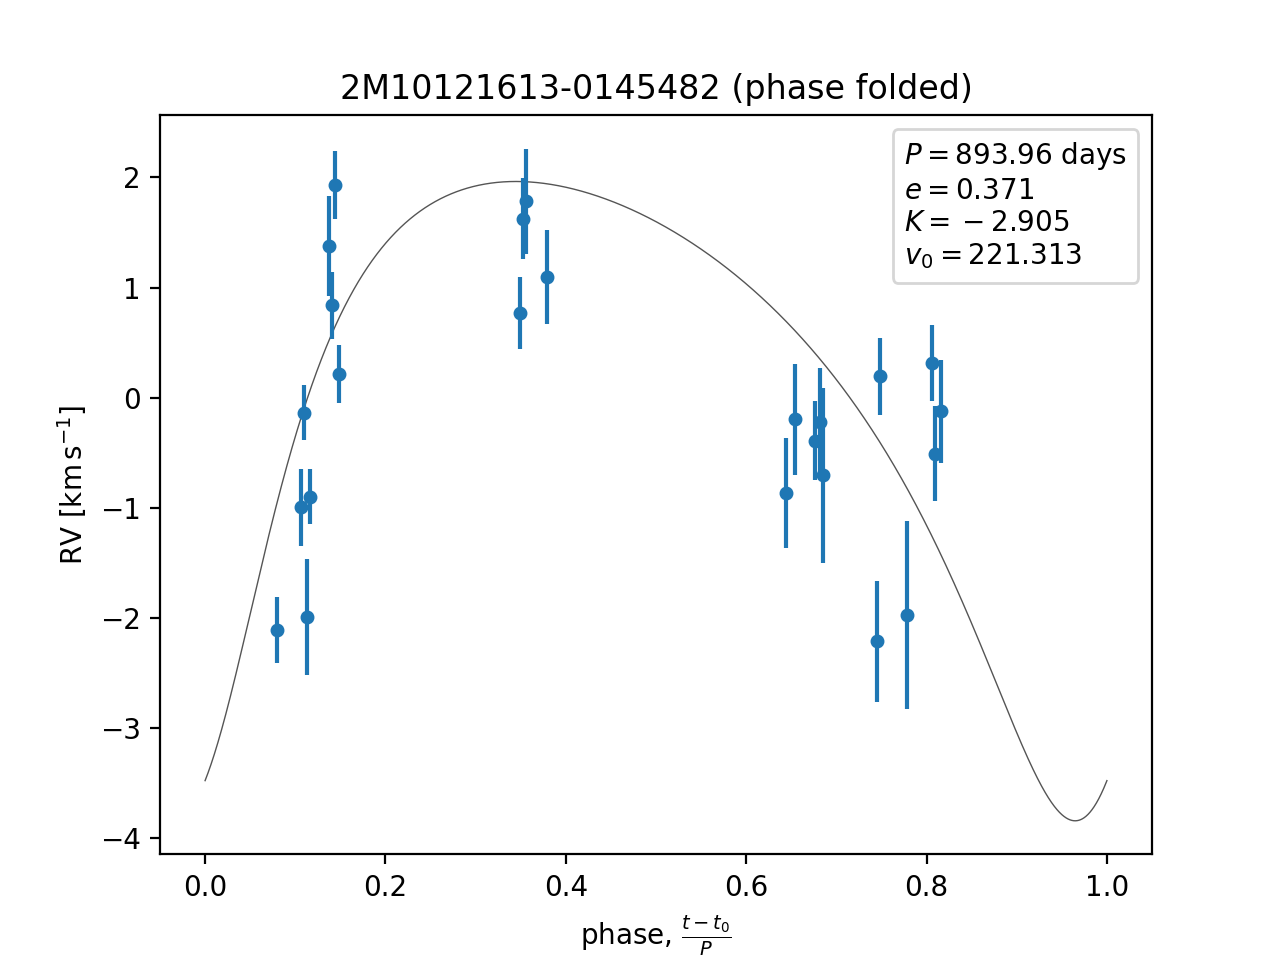 2M10121613-0145482 (phase folded)
P = 893.96 days
e = 0.371
K = −2.905
v₀ = 221.313
2
1
0
−1
−2
−3
−4
RV [km s⁻¹]
0.0 0.2 0.4 0.6 0.8 1.0
phase, (t − t₀)/P